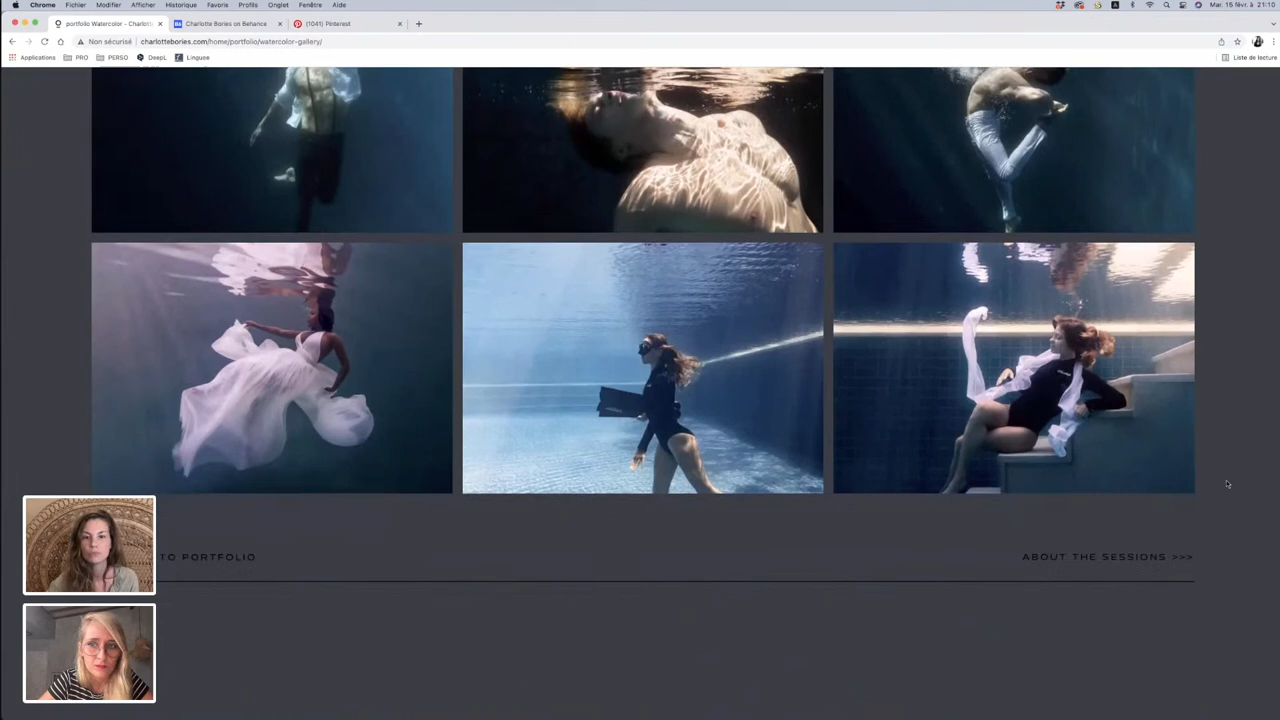 Chrome Fichier Modifier Afficher Historique Favoris Profils Onglet Fenêtre Aide Mar. 15 févr. à 21:10
portfolio Watercolor - Charlott Charlotte Bories on Behance (1041) Pinterest
Non sécurisé charlottebories.com/home/portfolio/watercolor-gallery/
Applications PRO PERSO DeepL Linguee Liste de lecture
TO PORTFOLIO ABOUT THE SESSIONS >>>